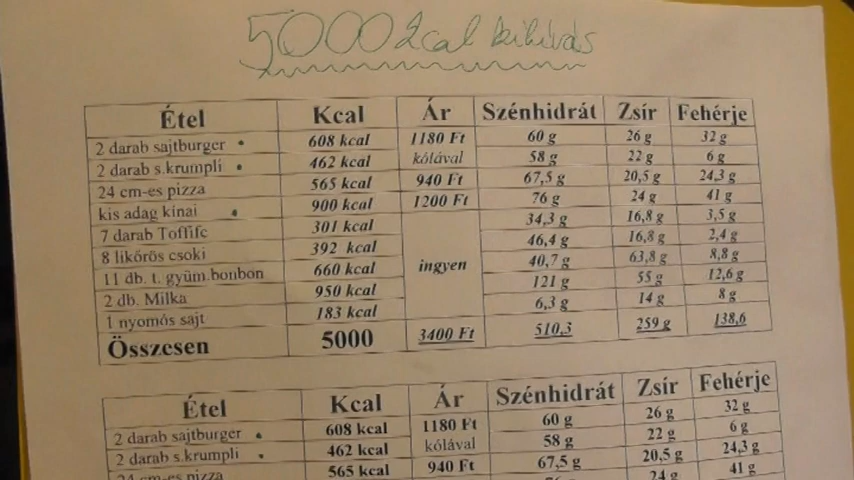 5000 kcal kihívás
Étel Kcal Ár Szénhidrát Zsír Fehérje
2 darab sajtburger 608 kcal 1180 Ft 60 g 26 g 32 g
2 darab s.krumpli 462 kcal kólával 58 g 22 g 6 g
24 cm-es pizza 565 kcal 940 Ft 67,5 g 20,5 g 24,3 g
kis adag kínai 900 kcal 1200 Ft 76 g 24 g 41 g
7 darab Toffifc 301 kcal 34,3 g 16,8 g 3,5 g
8 likőrös csoki 392 kcal 46,4 g 16,8 g 2,4 g
11 db. t. gyüm.bonbon 660 kcal ingyen 40,7 g 63,8 g 8,8 g
2 db. Milka 950 kcal 121 g 55 g 12,6 g
1 nyomós sajt 183 kcal 6,3 g 14 g 8 g
Összesen 5000 3400 Ft 510,3 259 g 138,6
Étel Kcal Ár Szénhidrát Zsír Fehérje
2 darab sajtburger 608 kcal 1180 Ft 60 g 26 g 32 g
2 darab s.krumpli 462 kcal kólával 58 g 22 g 6 g
24 cm-es pizza 565 kcal 940 Ft 67,5 g 20,5 g 24,3 g
24 g 41 g